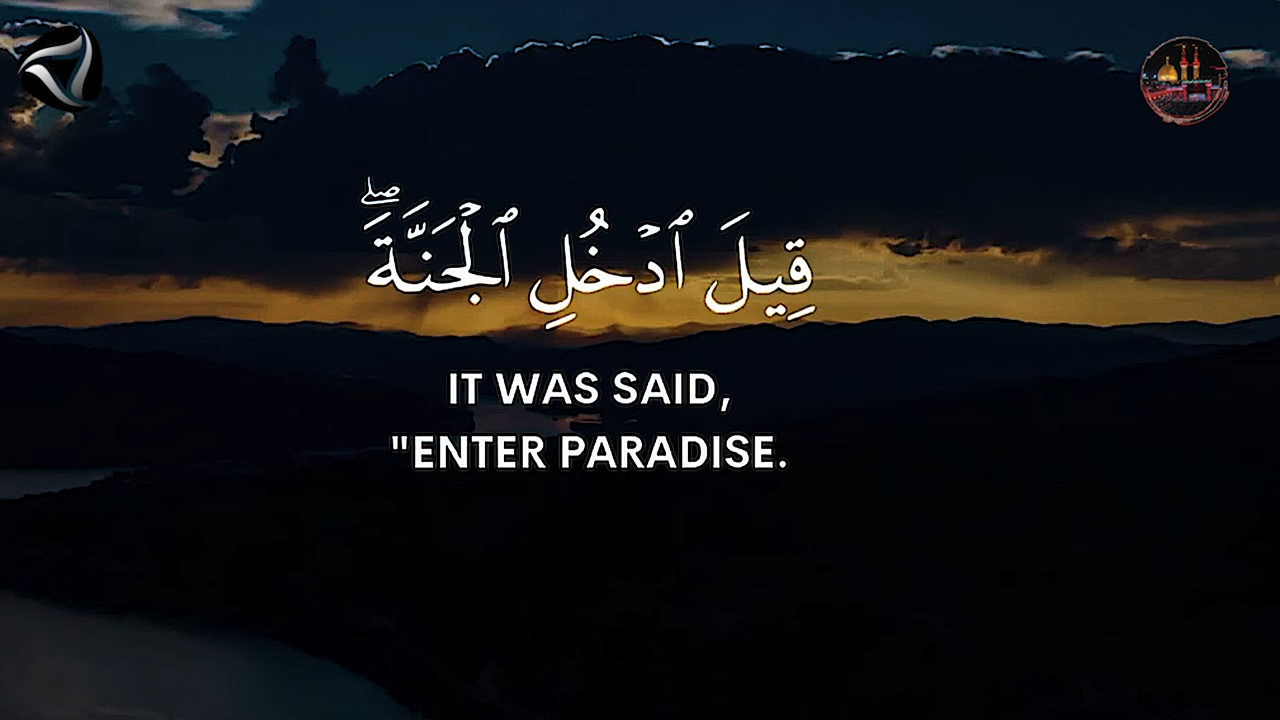 قِيلَ ٱدْخُلِ ٱلْجَنَّةَ ۖ
IT WAS SAID,
"ENTER PARADISE.